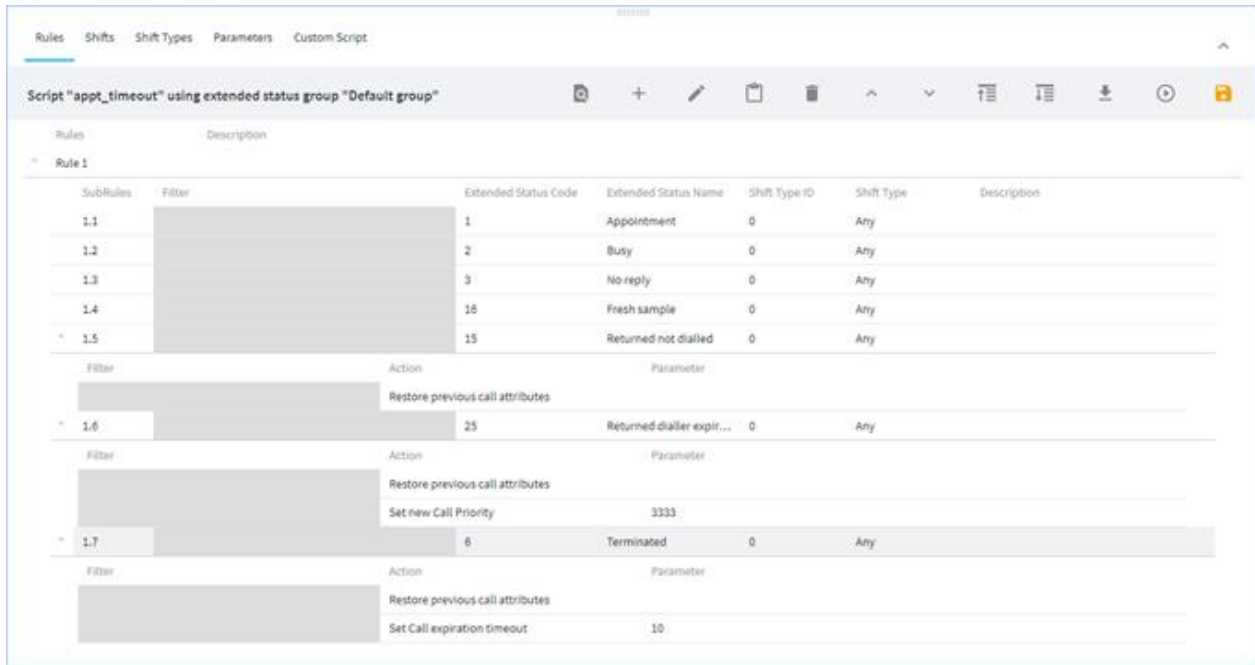 Rules Shifts Shift Types Parameters Custom Script
Script "appt_timeout" using extended status group "Default group"
Rules Description
Rule 1
SubRules Filter Extended Status Code Extended Status Name Shift Type ID Shift Type Description
1.1 1 Appointment 0 Any
1.2 2 Busy 0 Any
1.3 3 No reply 0 Any
1.4 16 Fresh sample 0 Any
1.5 15 Returned not dialled 0 Any
Filter Action Parameter
Restore previous call attributes
1.6 25 Returned dialler expir... 0 Any
Filter Action Parameter
Restore previous call attributes
Set new Call Priority 3333
1.7 6 Terminated 0 Any
Filter Action Parameter
Restore previous call attributes
Set Call expiration timeout 10